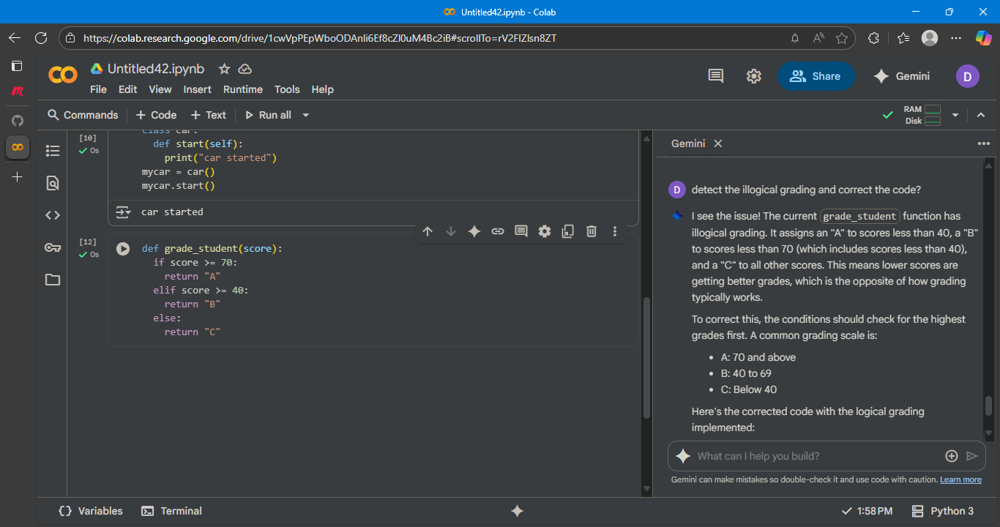 Untitled42.ipynb - Colab
https://colab.research.google.com/drive/1cwVpPEpWboODAnli6Ef8cZl0uM4Bc2iB#scrollTo=rV2FlZlsn8ZT
Untitled42.ipynb
File Edit View Insert Runtime Tools Help
Share
Gemini
D
Commands + Code + Text Run all
RAM
Disk
[10]
0s
class car:
def start(self):
print("car started")
mycar = car()
mycar.start()
car started
[12]
0s
def grade_student(score):
if score >= 70:
return "A"
elif score >= 40:
return "B"
else:
return "C"
Gemini
D
detect the illogical grading and correct the code?
I see the issue! The current grade_student function has
illogical grading. It assigns an "A" to scores less than 40, a "B"
to scores less than 70 (which includes scores less than 40),
and a "C" to all other scores. This means lower scores are
getting better grades, which is the opposite of how grading
typically works.
To correct this, the conditions should check for the highest
grades first. A common grading scale is:
• A: 70 and above
• B: 40 to 69
• C: Below 40
Here's the corrected code with the logical grading
implemented:
What can I help you build?
Gemini can make mistakes so double-check it and use code with caution. Learn more
Variables Terminal
1:58 PM Python 3